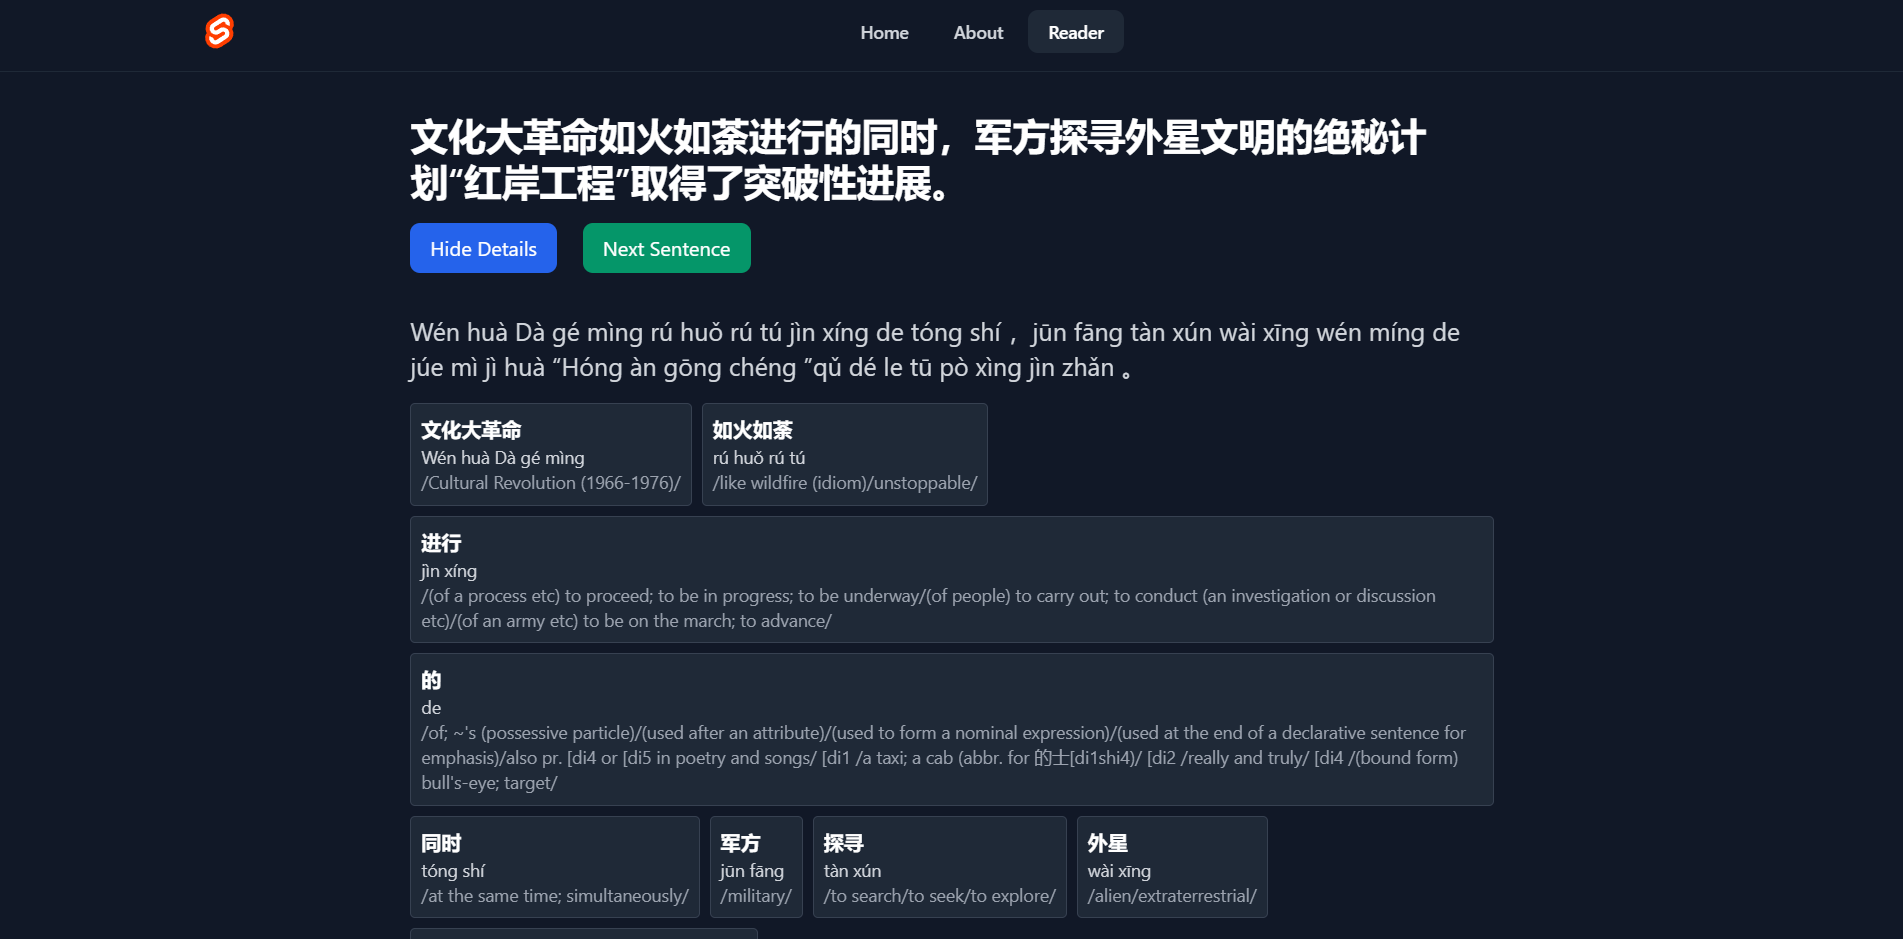 Home About Reader
文化大革命如火如荼进行的同时，军方探寻外星文明的绝秘计
划“红岸工程”取得了突破性进展。
Hide Details Next Sentence
Wén huà Dà gé mìng rú huǒ rú tú jìn xíng de tóng shí ，jūn fāng tàn xún wài xīng wén míng de
júe mì jì huà “Hóng àn gōng chéng ”qǔ dé le tū pò xìng jìn zhǎn 。
文化大革命
Wén huà Dà gé mìng
/Cultural Revolution (1966-1976)/
如火如荼
rú huǒ rú tú
/like wildfire (idiom)/unstoppable/
进行
jìn xíng
/(of a process etc) to proceed; to be in progress; to be underway/(of people) to carry out; to conduct (an investigation or discussion
etc)/(of an army etc) to be on the march; to advance/
的
de
/of; ~'s (possessive particle)/(used after an attribute)/(used to form a nominal expression)/(used at the end of a declarative sentence for
emphasis)/also pr. [di4 or [di5 in poetry and songs/ [di1 /a taxi; a cab (abbr. for 的士[di1shi4)/ [di2 /really and truly/ [di4 /(bound form)
bull's-eye; target/
同时
tóng shí
/at the same time; simultaneously/
军方
jūn fāng
/military/
探寻
tàn xún
/to search/to seek/to explore/
外星
wài xīng
/alien/extraterrestrial/